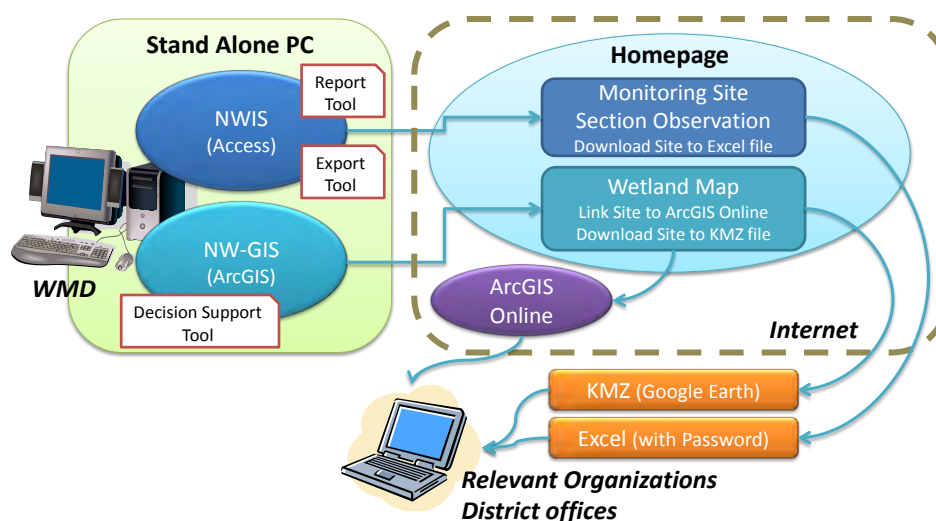 Stand Alone PC
Report
Tool
NWIS
(Access)
Export
Tool
NW-GIS
(ArcGIS)
WMD
Decision Support
Tool
Homepage
Monitoring Site
Section Observation
Download Site to Excel file
Wetland Map
Link Site to ArcGIS Online
Download Site to KMZ file
ArcGIS
Online
Internet
KMZ (Google Earth)
Excel (with Password)
Relevant Organizations
District offices